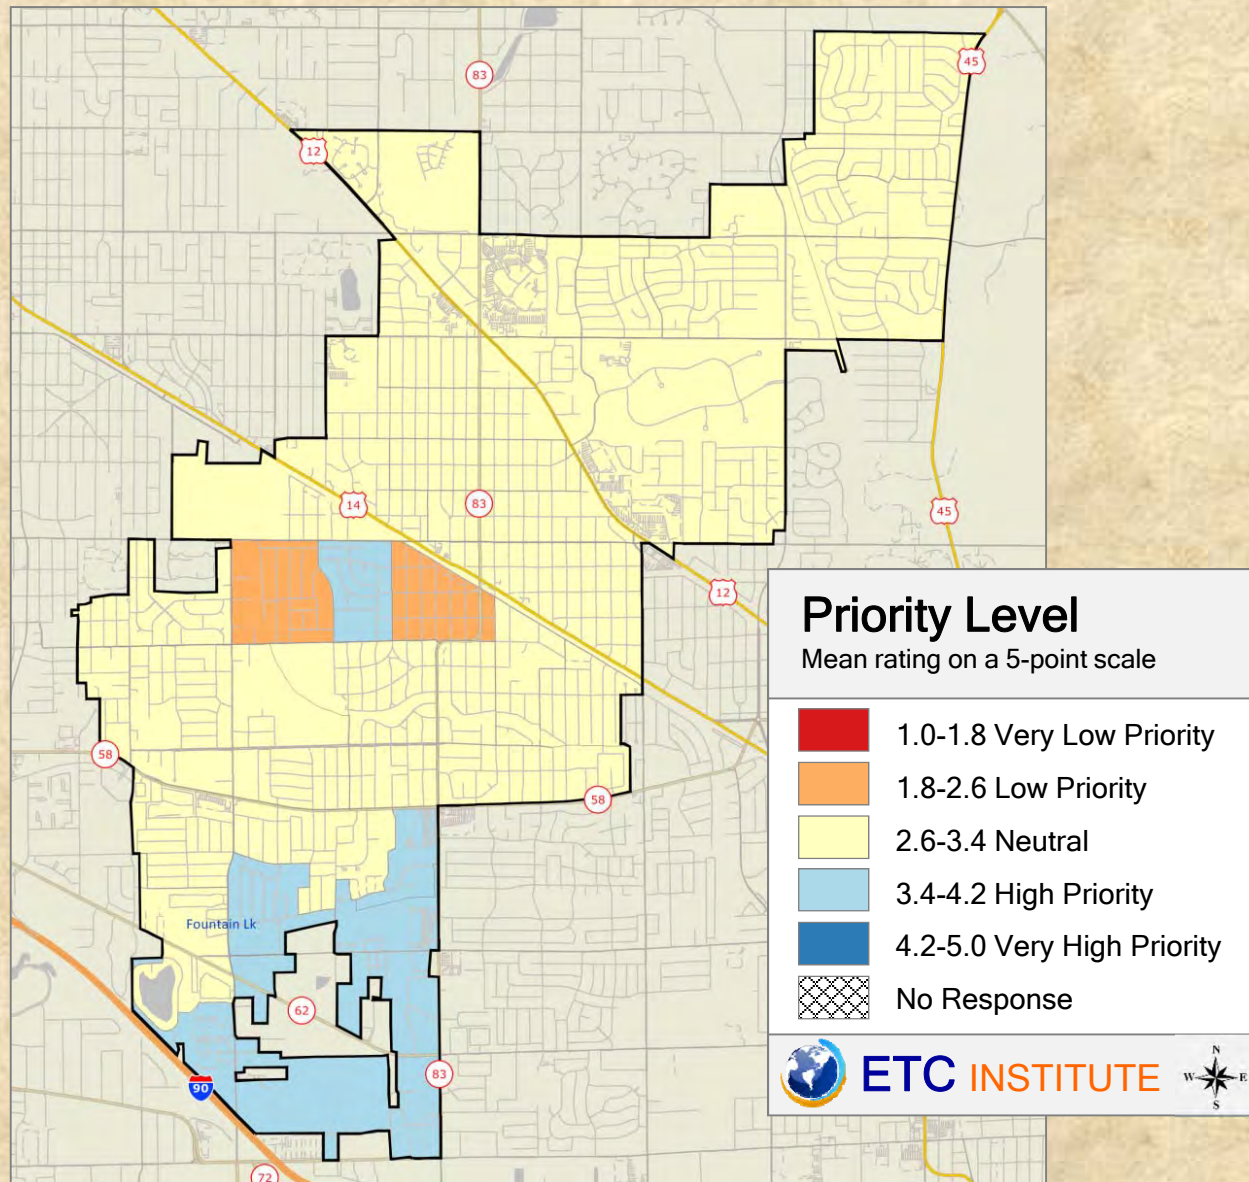 83
45
12
14
83
45
12
58
58
Fountain Lk
62
90
83
72
Priority Level
Mean rating on a 5-point scale
1.0-1.8 Very Low Priority
1.8-2.6 Low Priority
2.6-3.4 Neutral
3.4-4.2 High Priority
4.2-5.0 Very High Priority
No Response
ETC INSTITUTE
N
W E
S